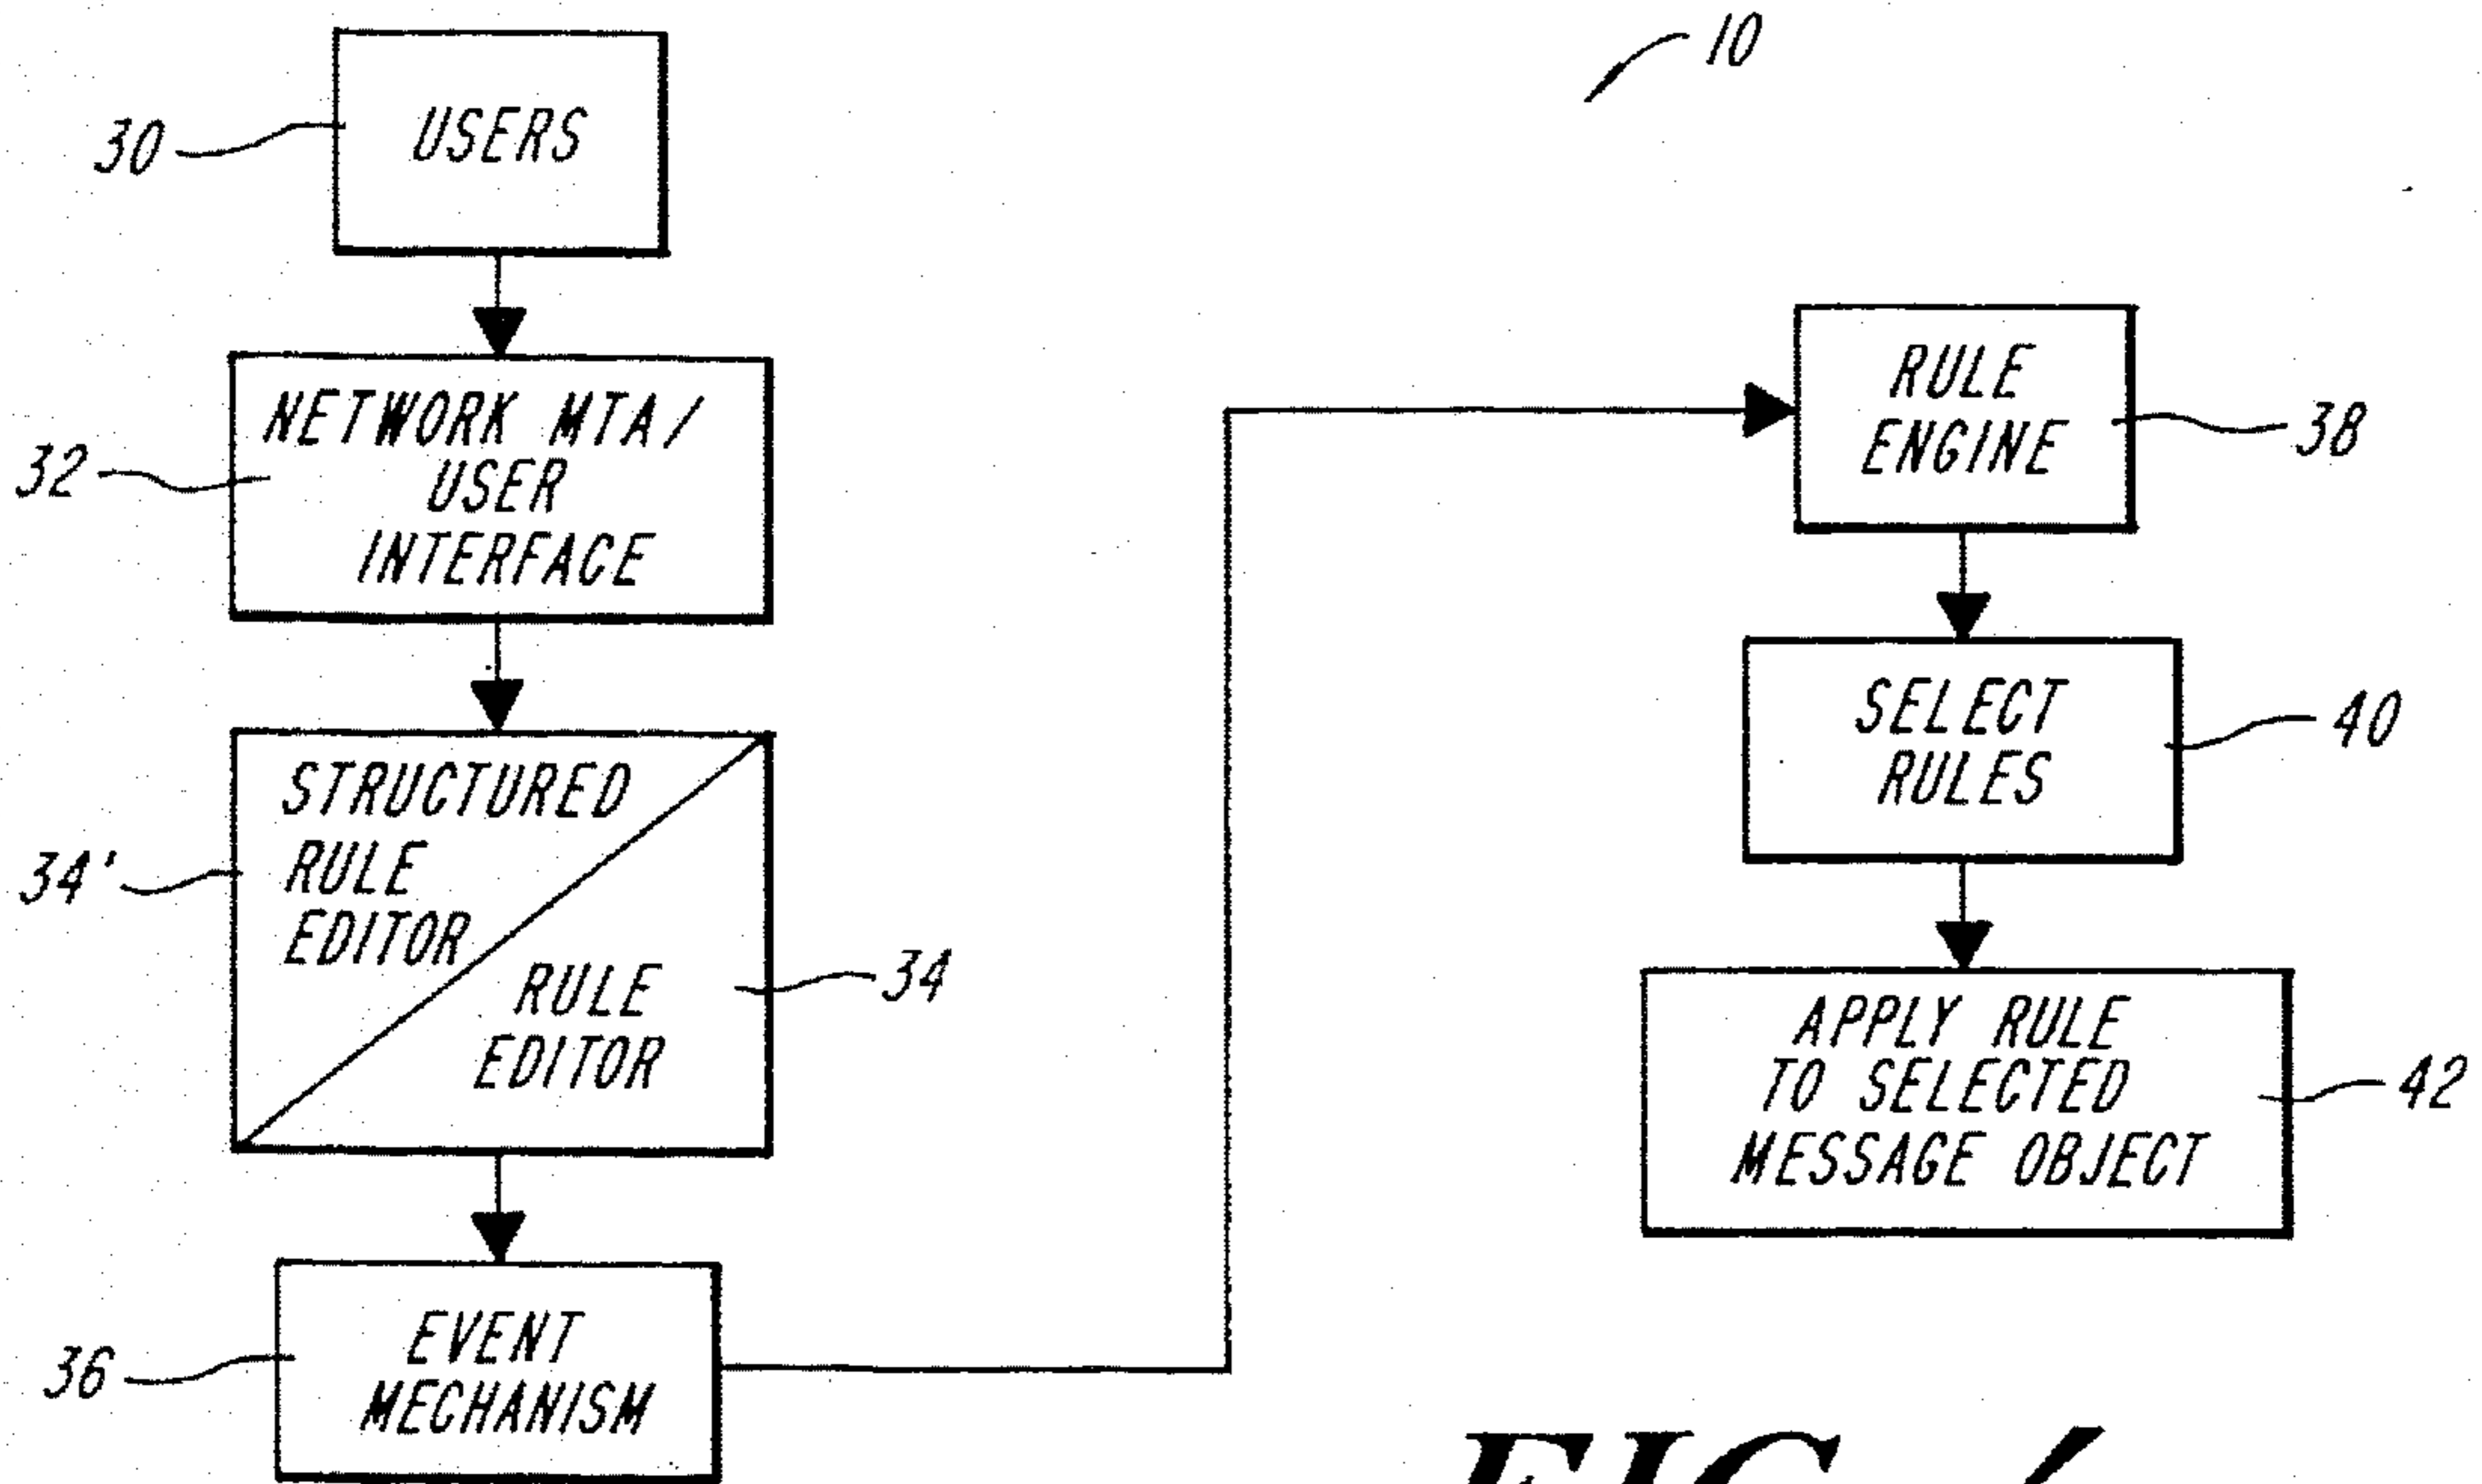 10
30
USERS
32
NETWORK MTA/
USER
INTERFACE
34'
STRUCTURED
RULE
EDITOR
34
RULE
EDITOR
36
EVENT
MECHANISM
RULE
ENGINE
38
SELECT
RULES
40
APPLY RULE
TO SELECTED
MESSAGE OBJECT
42